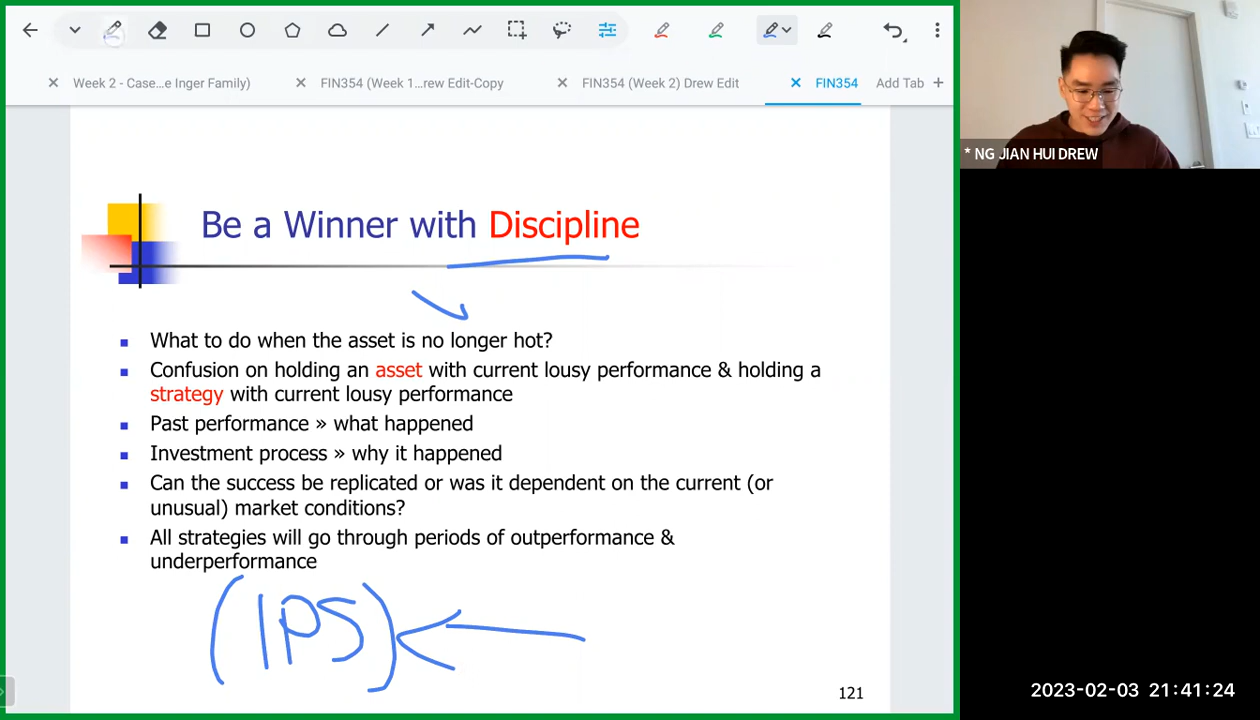 Week 2 - Case...e Inger Family)
FIN354 (Week 1...rew Edit-Copy
FIN354 (Week 2) Drew Edit
FIN354
Add Tab
* NG JIAN HUI DREW
Be a Winner with Discipline
What to do when the asset is no longer hot?
Confusion on holding an asset with current lousy performance & holding a
strategy with current lousy performance
Past performance » what happened
Investment process » why it happened
Can the success be replicated or was it dependent on the current (or
unusual) market conditions?
All strategies will go through periods of outperformance &
underperformance
(IPS)
121
2023-02-03 21:41:24